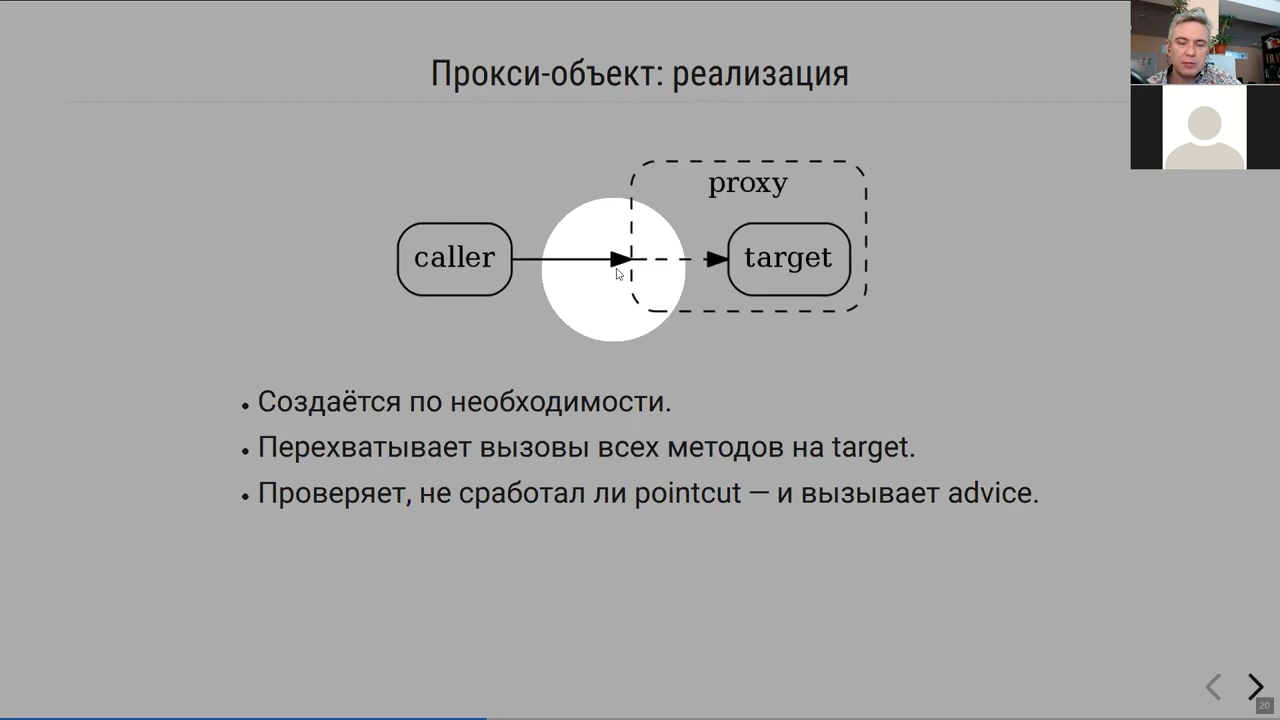 Прокси-объект: реализация
proxy
caller
target
• Создаётся по необходимости.
• Перехватывает вызовы всех методов на target.
• Проверяет, не сработал ли pointcut — и вызывает advice.
20